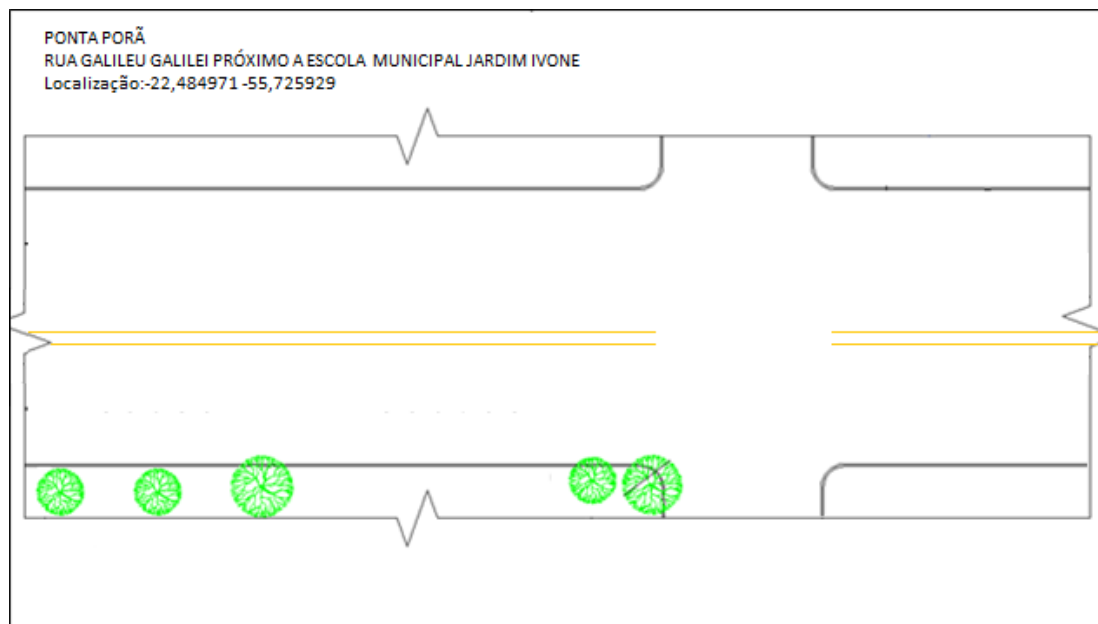 PONTA PORÃ
RUA GALILEU GALILEI PRÓXIMO A ESCOLA MUNICIPAL JARDIM IVONE
Localização:-22,484971 -55,725929